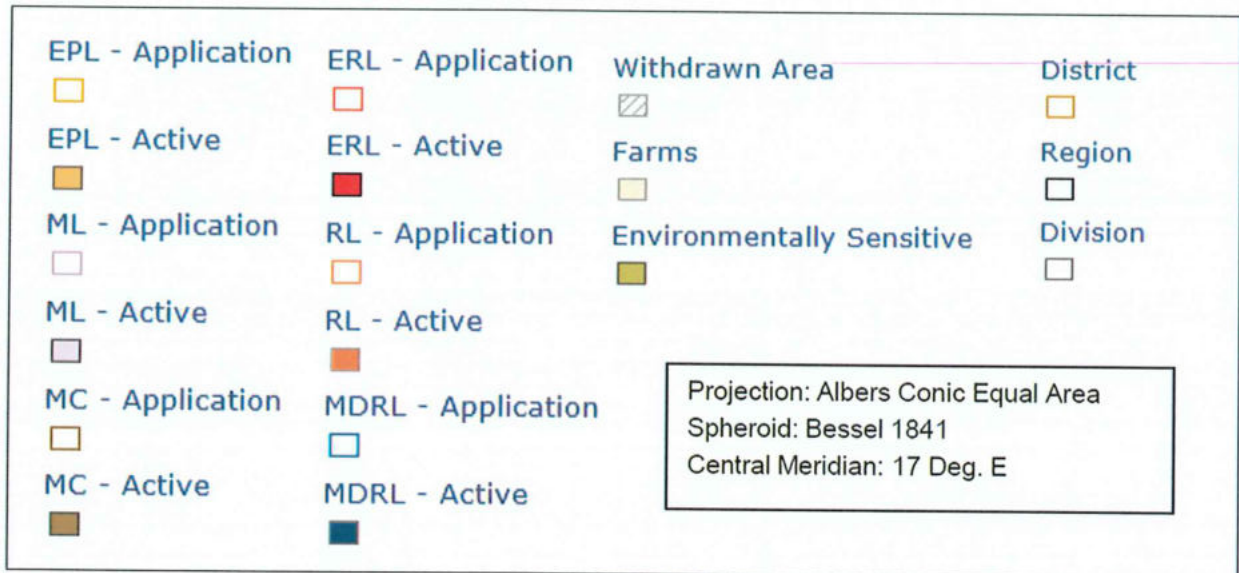 EPL - Application
EPL - Active
ML - Application
ML - Active
MC - Application
MC - Active
ERL - Application
ERL - Active
RL - Application
RL - Active
MDRL - Application
MDRL - Active
Withdrawn Area
Farms
Environmentally Sensitive
District
Region
Division
Projection: Albers Conic Equal Area
Spheroid: Bessel 1841
Central Meridian: 17 Deg. E